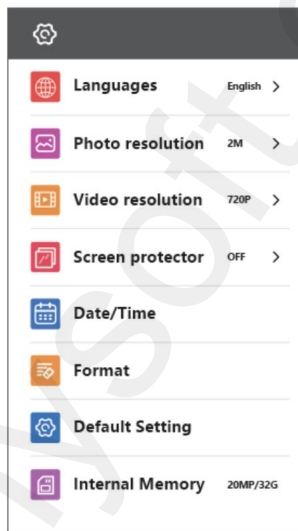 Languages English >
Photo resolution 2M >
Video resolution 720P >
Screen protector OFF >
Date/Time
Format
Default Setting
Internal Memory 20MP/32G